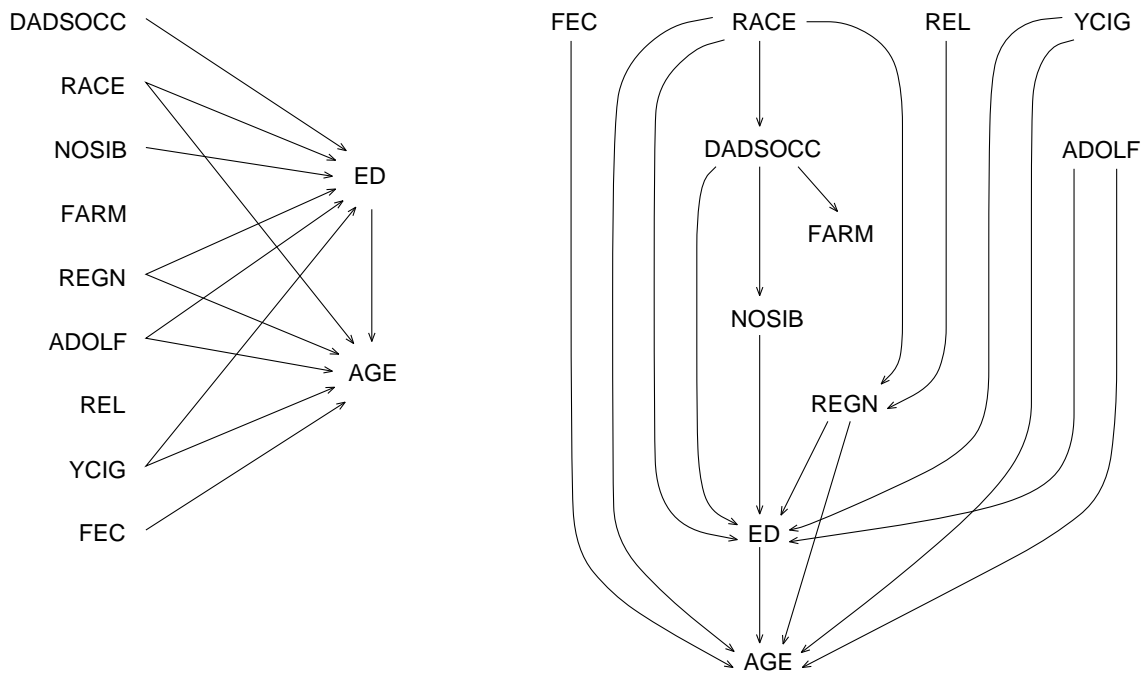 DADSOCC
RACE
NOSIB
FARM
REGN
ADOLF
REL
YCIG
FEC
ED
AGE
FEC RACE REL YCIG
DADSOCC ADOLF
FARM
NOSIB
REGN
ED
AGE